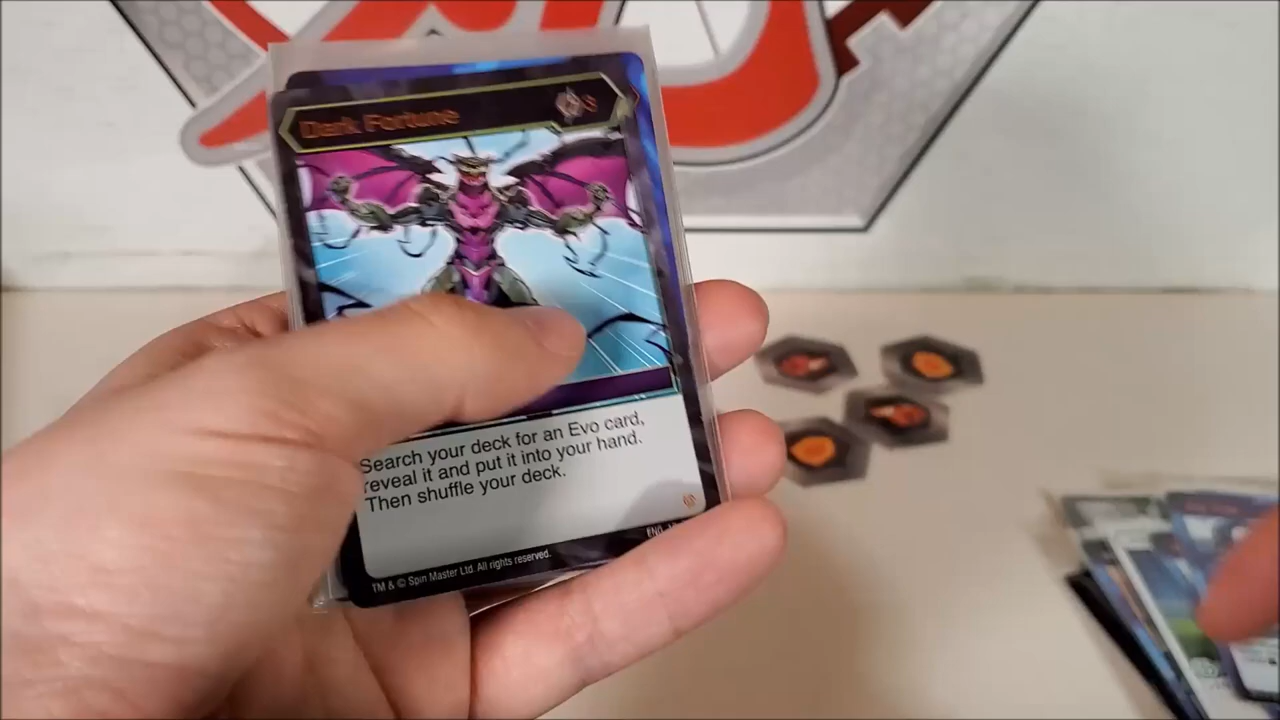 Dark Fortune
3
Search your deck for an Evo card,
reveal it and put it into your hand.
Then shuffle your deck.
TM & © Spin Master Ltd. All rights reserved.